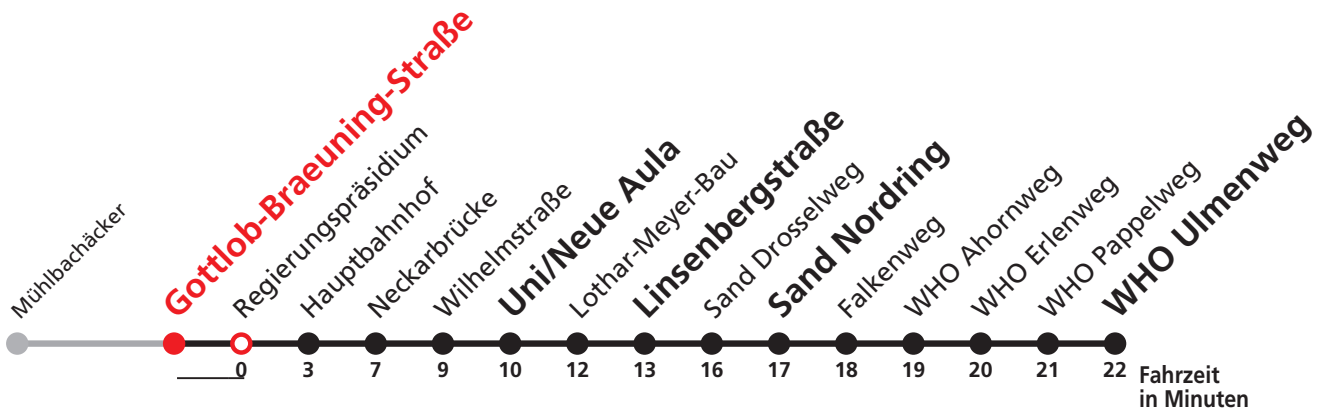 Mühlbachäcker
Gottlob-Braeuning-Straße
Regierungspräsidium
Hauptbahnhof
Neckarbrücke
Wilhelmstraße
Uni/Neue Aula
Lothar-Meyer-Bau
Linsenbergstraße
Sand Drosselweg
Sand Nordring
Falkenweg
WHO Ahornweg
WHO Erlenweg
WHO Pappelweg
WHO Ulmenweg
0 3 7 9 10 12 13 16 17 18 19 20 21 22
Fahrzeit
in Minuten